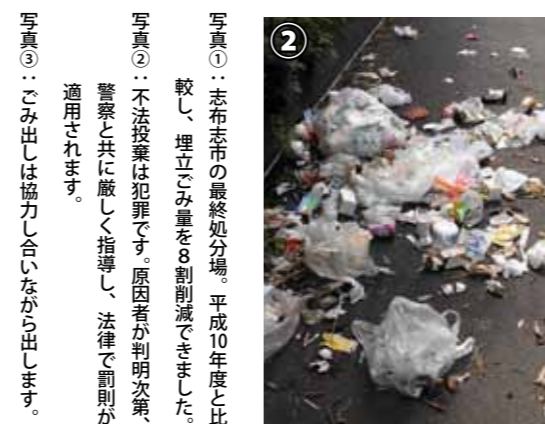 ②
写真①：志布志市の最終処分場。平成10年度と比
較し、埋立ごみ量を８割削減できました。
写真②：不法投棄は犯罪です。原因者が判明次第、
警察と共に厳しく指導し、法律で罰則が
適用されます。
写真③：ごみ出しは協力し合いながら出します。